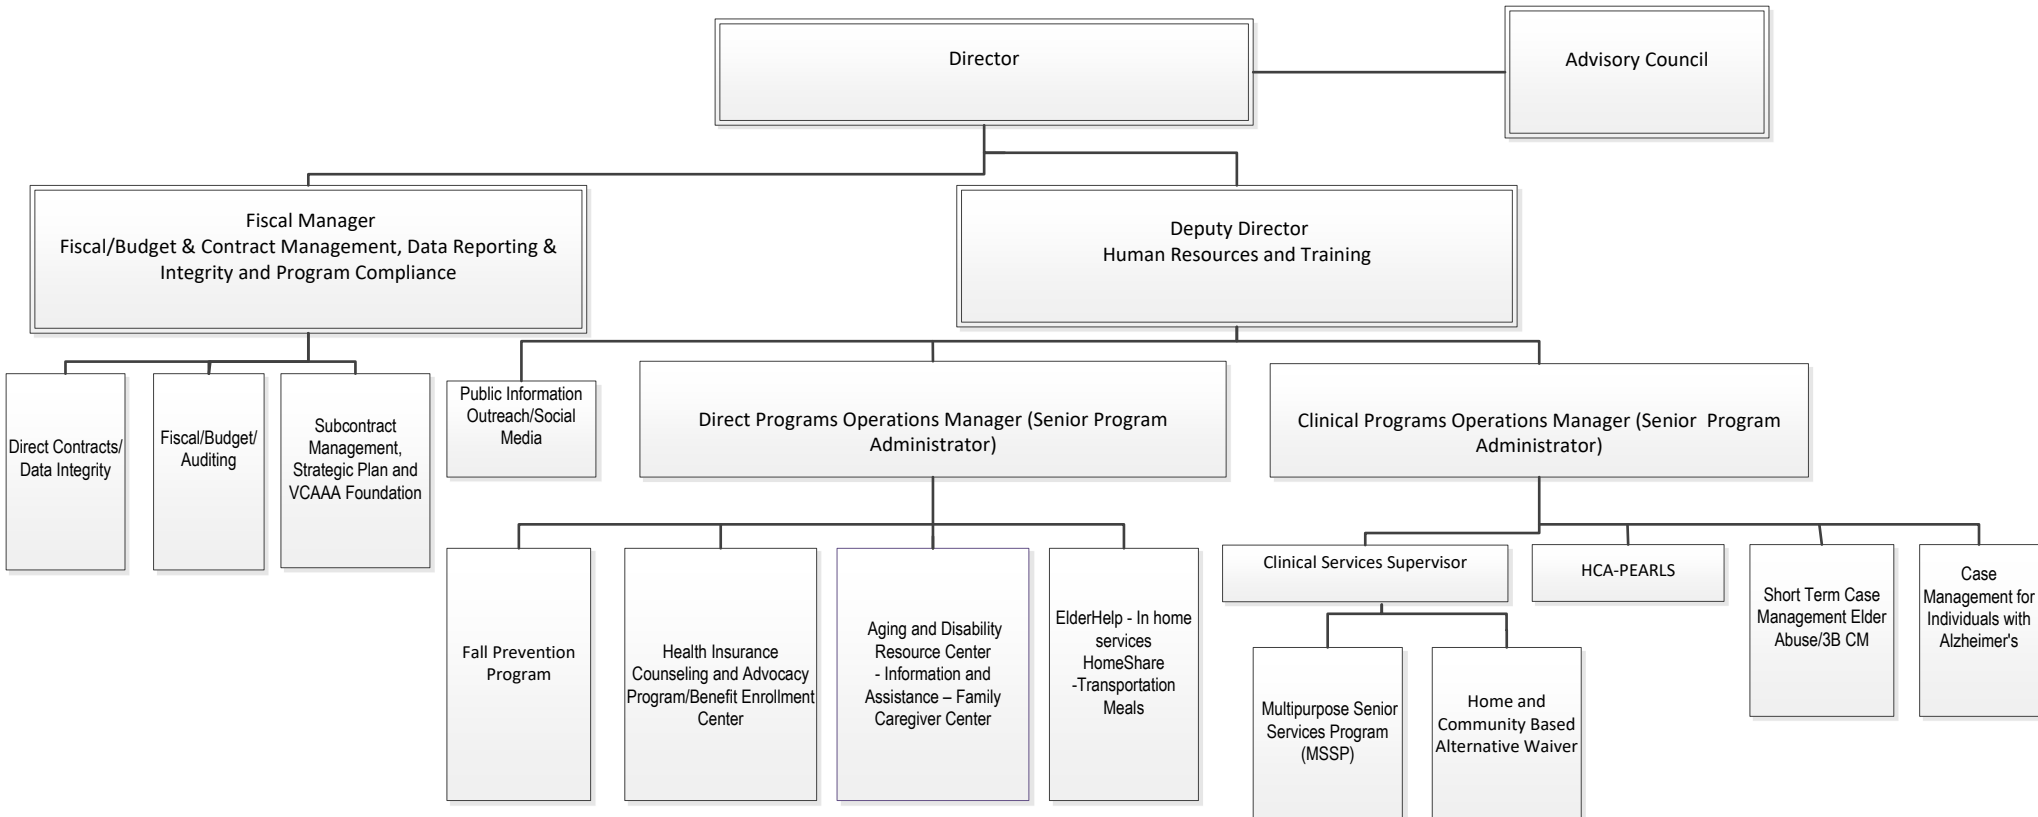 Director
Advisory Council
Fiscal Manager
Fiscal/Budget & Contract Management, Data Reporting &
Integrity and Program Compliance
Deputy Director
Human Resources and Training
Direct Contracts/
Data Integrity
Fiscal/Budget/
Auditing
Subcontract
Management,
Strategic Plan and
VCAAA Foundation
Public Information
Outreach/Social
Media
Direct Programs Operations Manager (Senior Program
Administrator)
Clinical Programs Operations Manager (Senior  Program
Administrator)
Fall Prevention
Program
Health Insurance
Counseling and Advocacy
Program/Benefit Enrollment
Center
Aging and Disability
Resource Center
- Information and
Assistance – Family
Caregiver Center
ElderHelp - In home
services
HomeShare
-Transportation
Meals
Clinical Services Supervisor
HCA-PEARLS
Short Term Case
Management Elder
Abuse/3B CM
Case
Management for
Individuals with
Alzheimer's
Multipurpose Senior
Services Program
(MSSP)
Home and
Community Based
Alternative Waiver